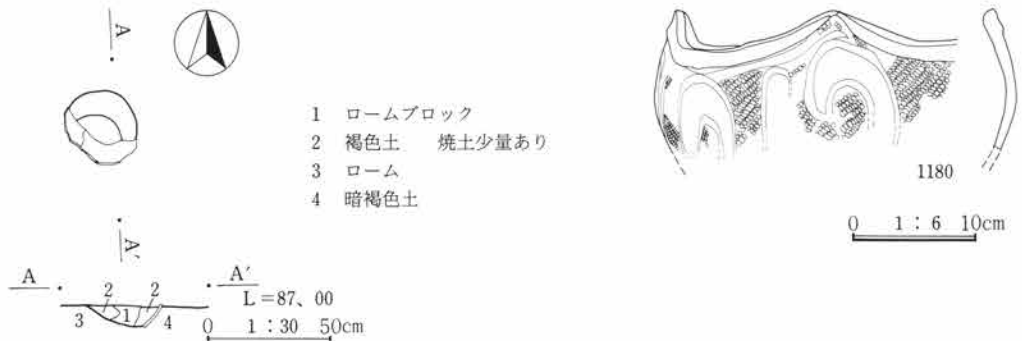 A
A′
1 ロームブロック
2 褐色土 焼土少量あり
3 ローム
4 暗褐色土
A A′
2 2
3 1 4
L=87、00
0 1:30 50cm
1180
0 1:6 10cm